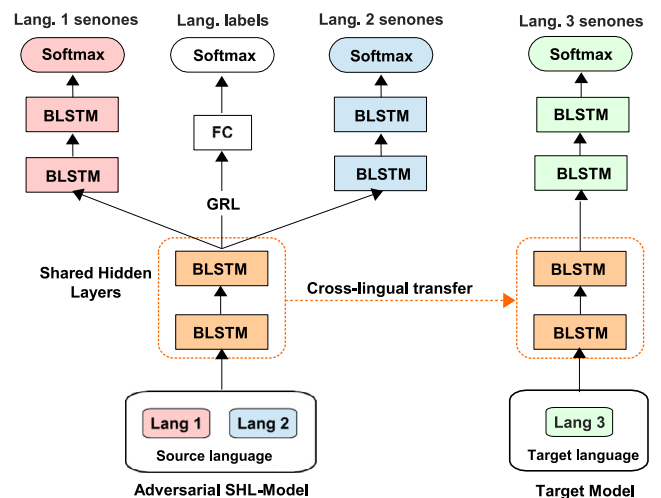 Lang. 1 senones Lang. labels Lang. 2 senones Lang. 3 senones
Softmax Softmax Softmax Softmax
BLSTM BLSTM BLSTM
FC
BLSTM BLSTM BLSTM
GRL
Shared Hidden
Layers
BLSTM BLSTM
Cross-lingual transfer
BLSTM BLSTM
Lang 1 Lang 2 Lang 3
Source language Target language
Adversarial SHL-Model Target Model